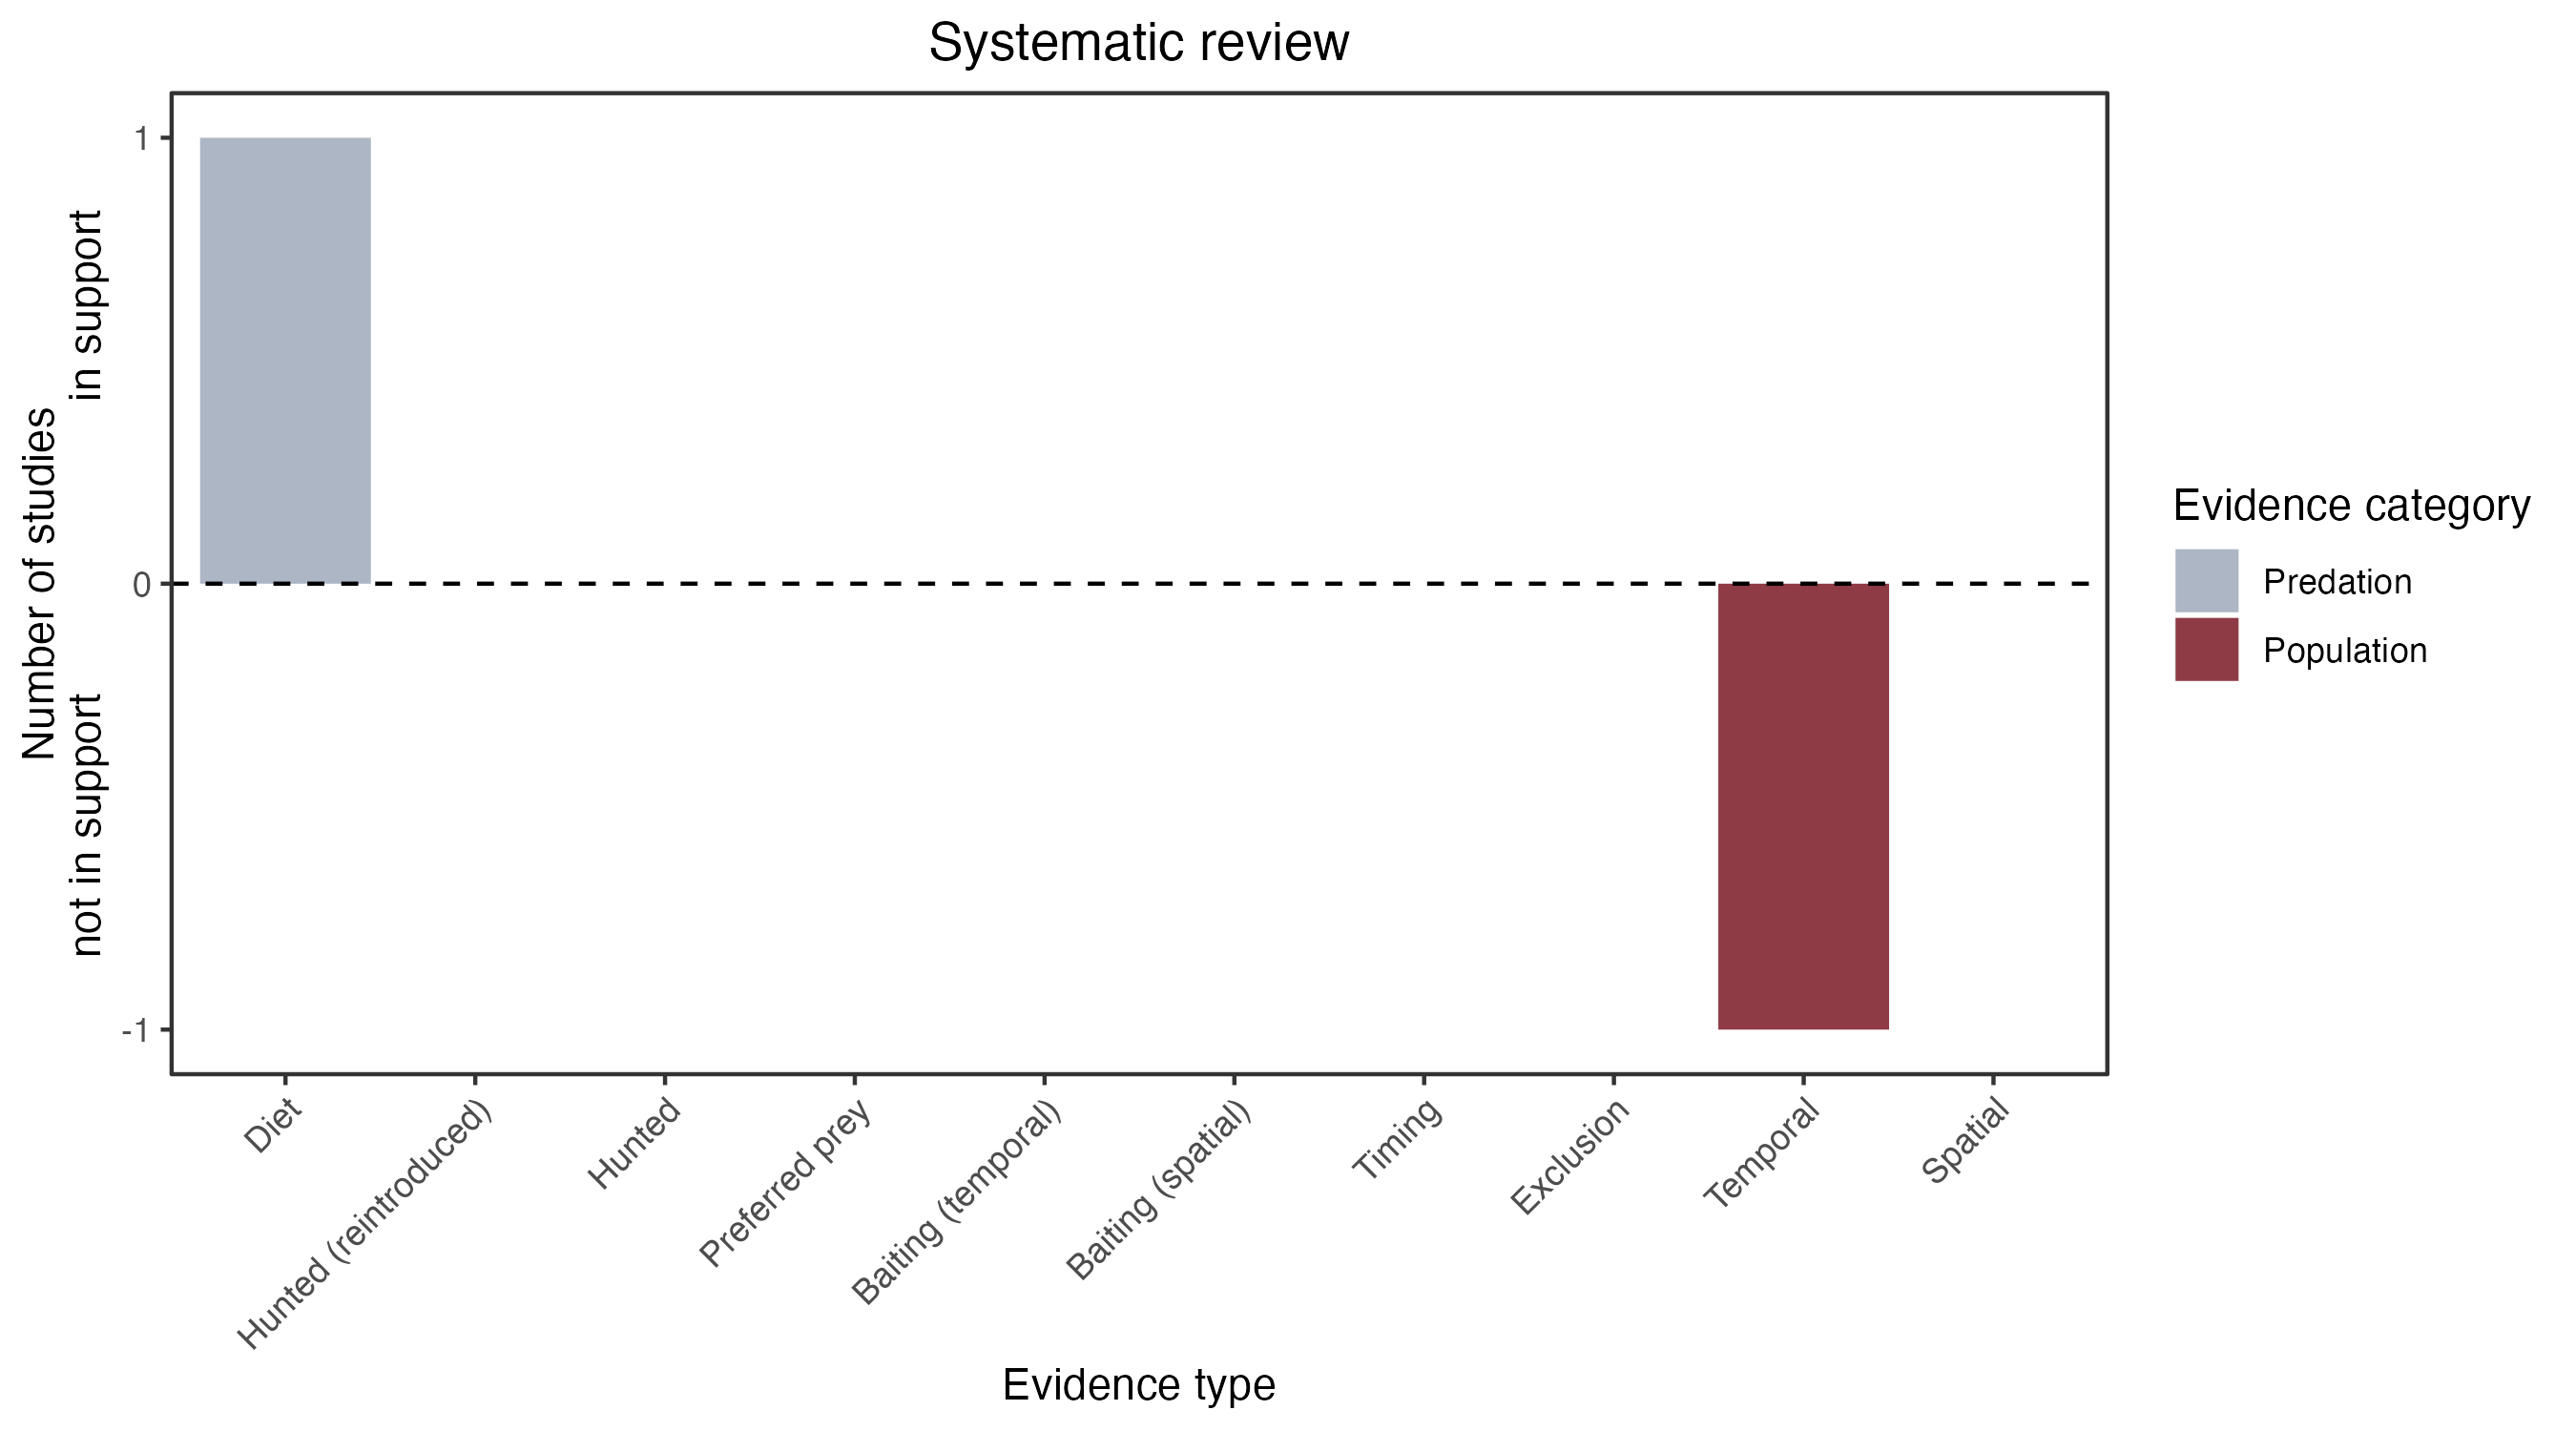 Systematic review
Number of studies
not in support in support
1
0
-1
Diet
Hunted (reintroduced)
Hunted
Preferred prey
Baiting (temporal)
Baiting (spatial)
Timing
Exclusion
Temporal
Spatial
Evidence type
Evidence category
Predation
Population